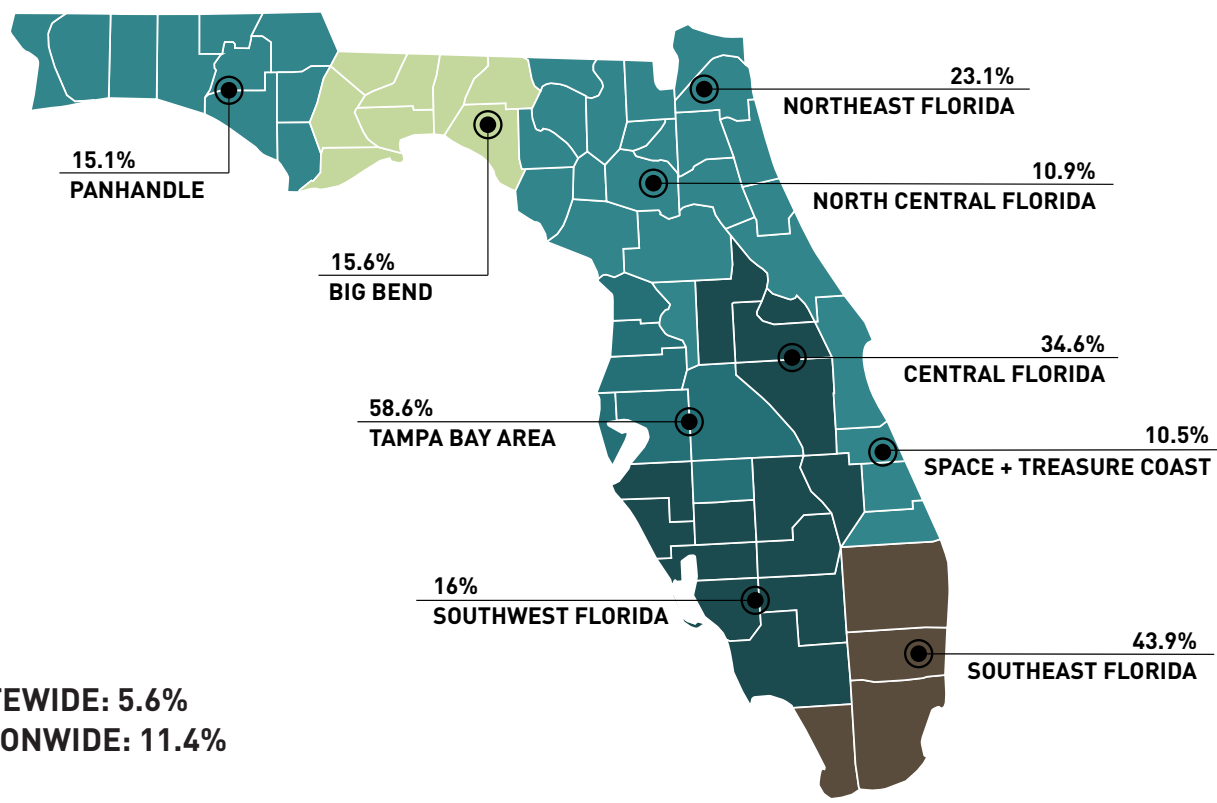 23.1%
NORTHEAST FLORIDA
15.1%
PANHANDLE
10.9%
NORTH CENTRAL FLORIDA
15.6%
BIG BEND
34.6%
CENTRAL FLORIDA
58.6%
TAMPA BAY AREA
10.5%
SPACE + TREASURE COAST
16%
SOUTHWEST FLORIDA
43.9%
SOUTHEAST FLORIDA
TEWIDE: 5.6%
ONWIDE: 11.4%